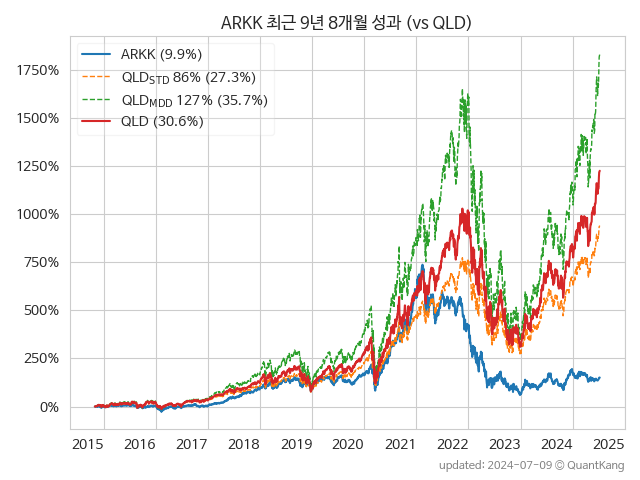 ARKK 최근 9년 8개월 성과 (vs QLD)
ARKK (9.9%)
QLD_STD 86% (27.3%)
QLD_MDD 127% (35.7%)
QLD (30.6%)
1750%
1500%
1250%
1000%
750%
500%
250%
0%
2015 2016 2017 2018 2019 2020 2021 2022 2023 2024 2025
updated: 2024-07-09 © QuantKang